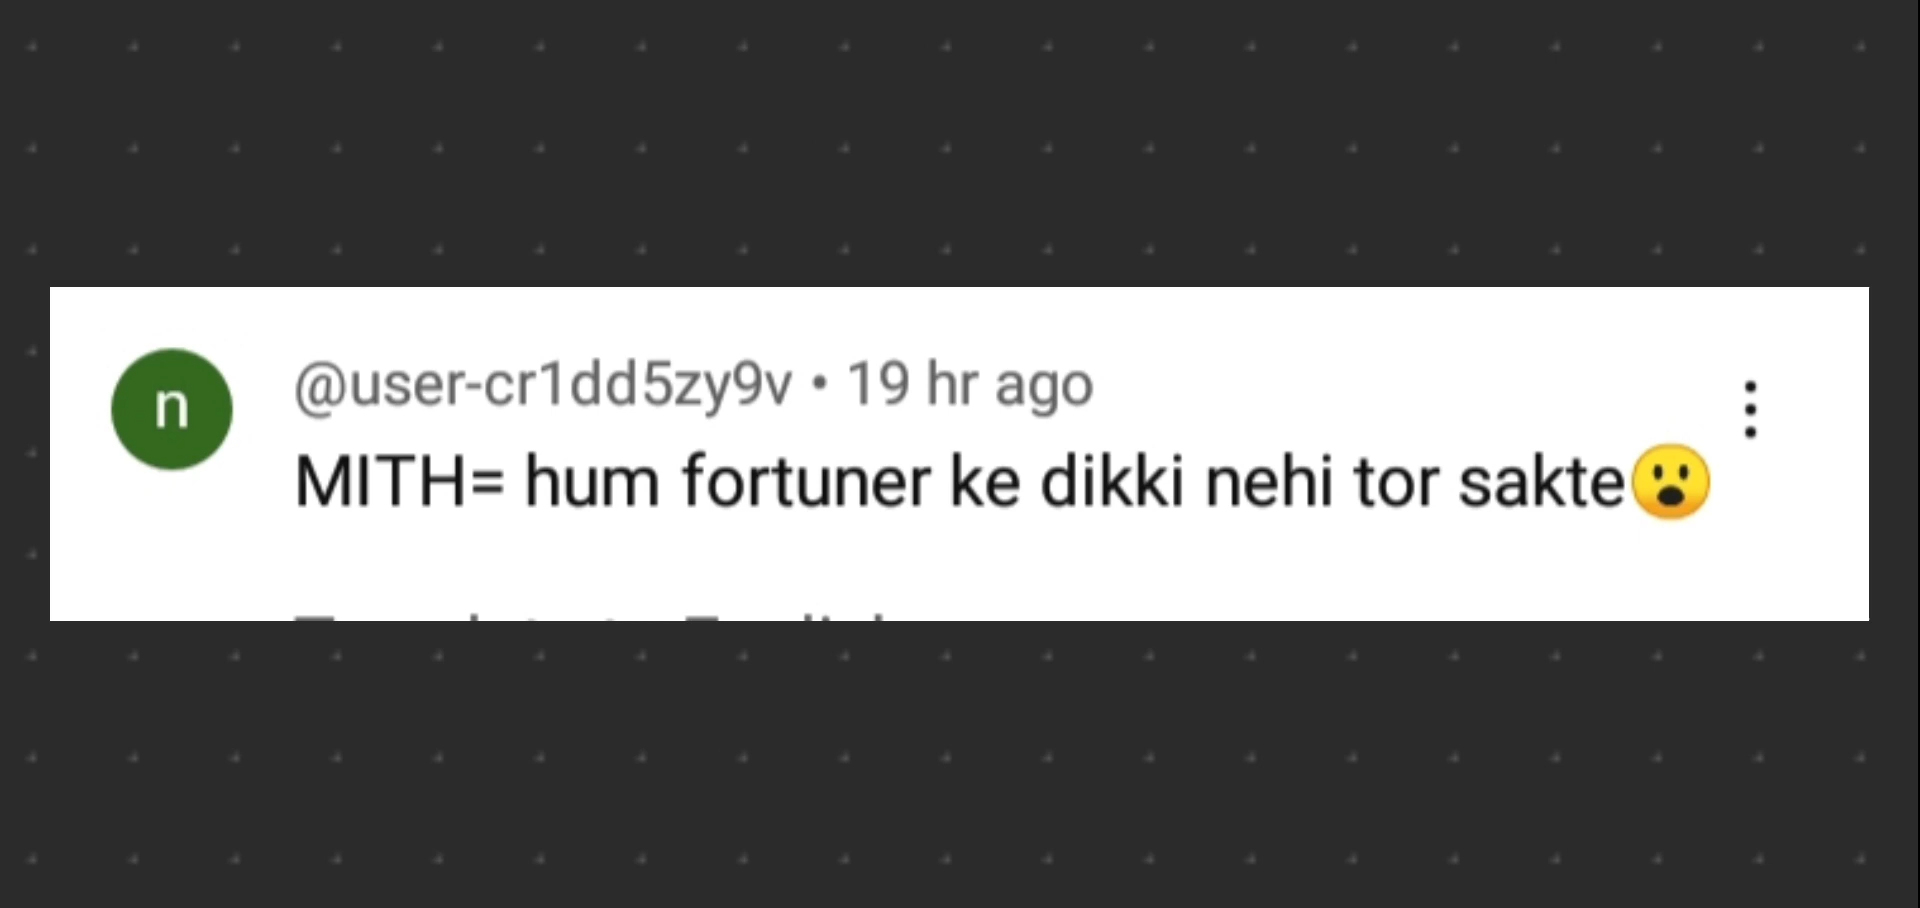 n
@user-cr1dd5zy9v • 19 hr ago
MITH= hum fortuner ke dikki nehi tor sakte😮